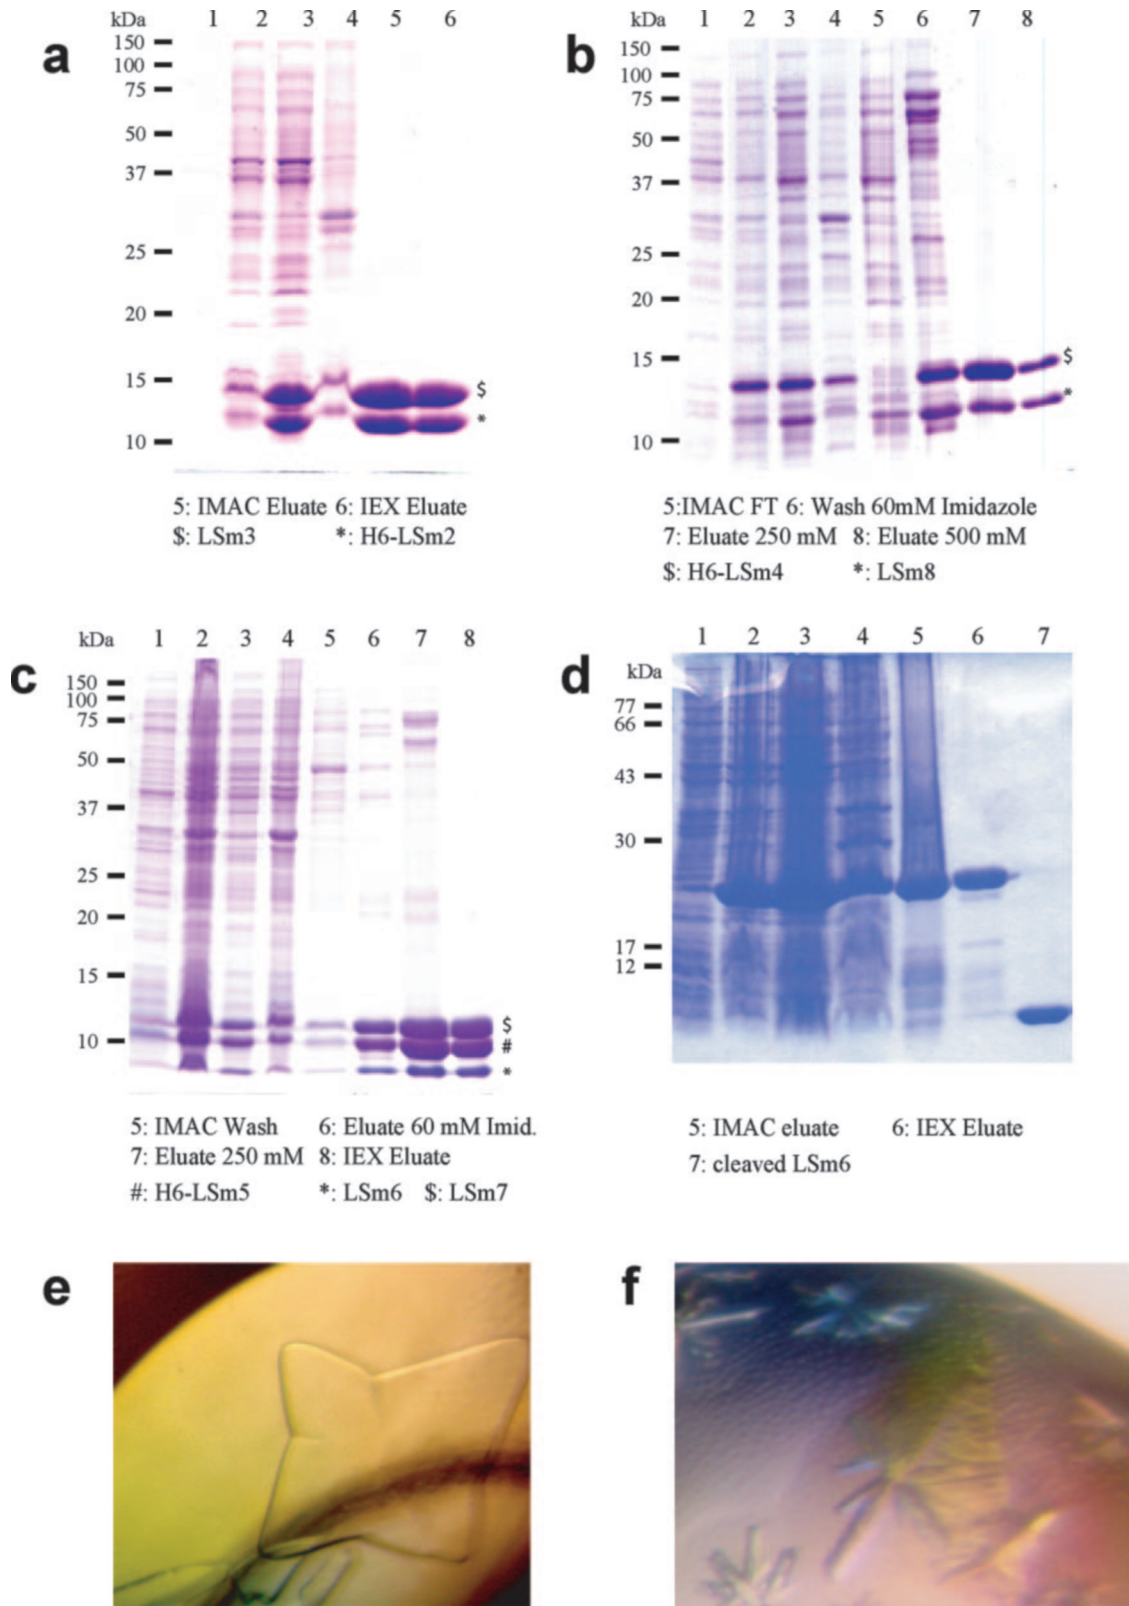 a
kDa 1 2 3 4 5 6
150
100
75
50
37
25
20
15
10
$
*
5: IMAC Eluate 6: IEX Eluate
$: LSm3 *: H6-LSm2
b
kDa 1 2 3 4 5 6 7 8
150
100
75
50
37
25
20
15
10
$
*
5:IMAC FT 6: Wash 60mM Imidazole
7: Eluate 250 mM 8: Eluate 500 mM
$: H6-LSm4 *: LSm8
c
kDa 1 2 3 4 5 6 7 8
150
100
75
50
37
25
20
15
10
$
#
*
5: IMAC Wash 6: Eluate 60 mM Imid.
7: Eluate 250 mM 8: IEX Eluate
#: H6-LSm5 *: LSm6 $: LSm7
d
1 2 3 4 5 6 7
kDa
77
66
43
30
17
12
5: IMAC eluate 6: IEX Eluate
7: cleaved LSm6
e
f